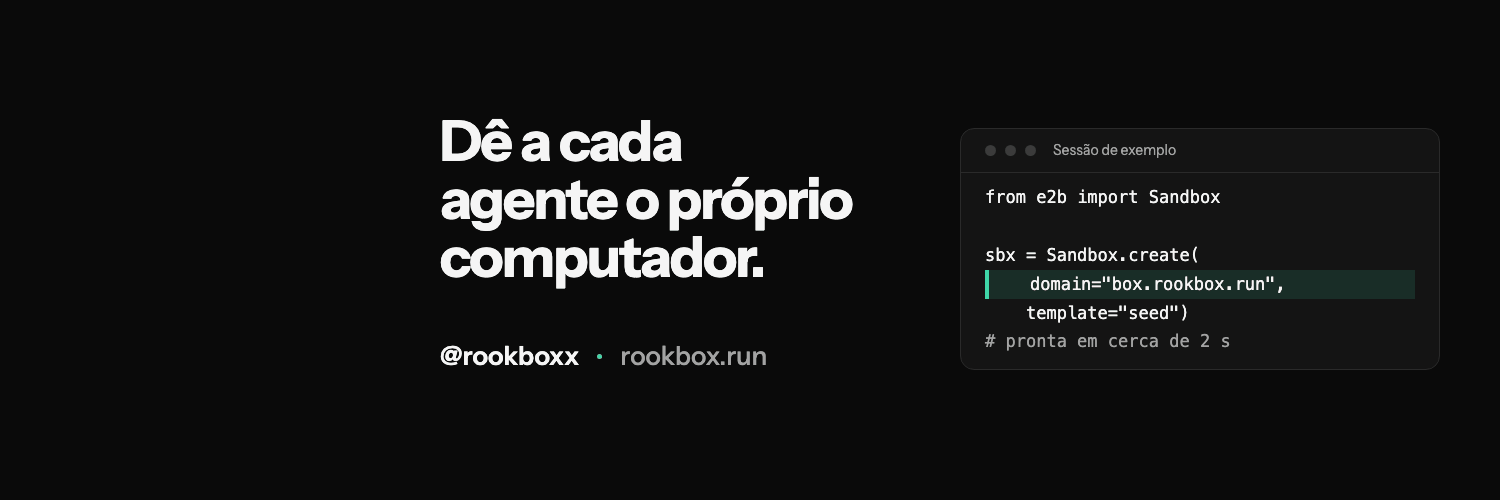 Dê a cada
agente o próprio
computador.
@rookboxx • rookbox.run
Sessão de exemplo
from e2b import Sandbox
sbx = Sandbox.create(
    domain="box.rookbox.run",
    template="seed")
# pronta em cerca de 2 s